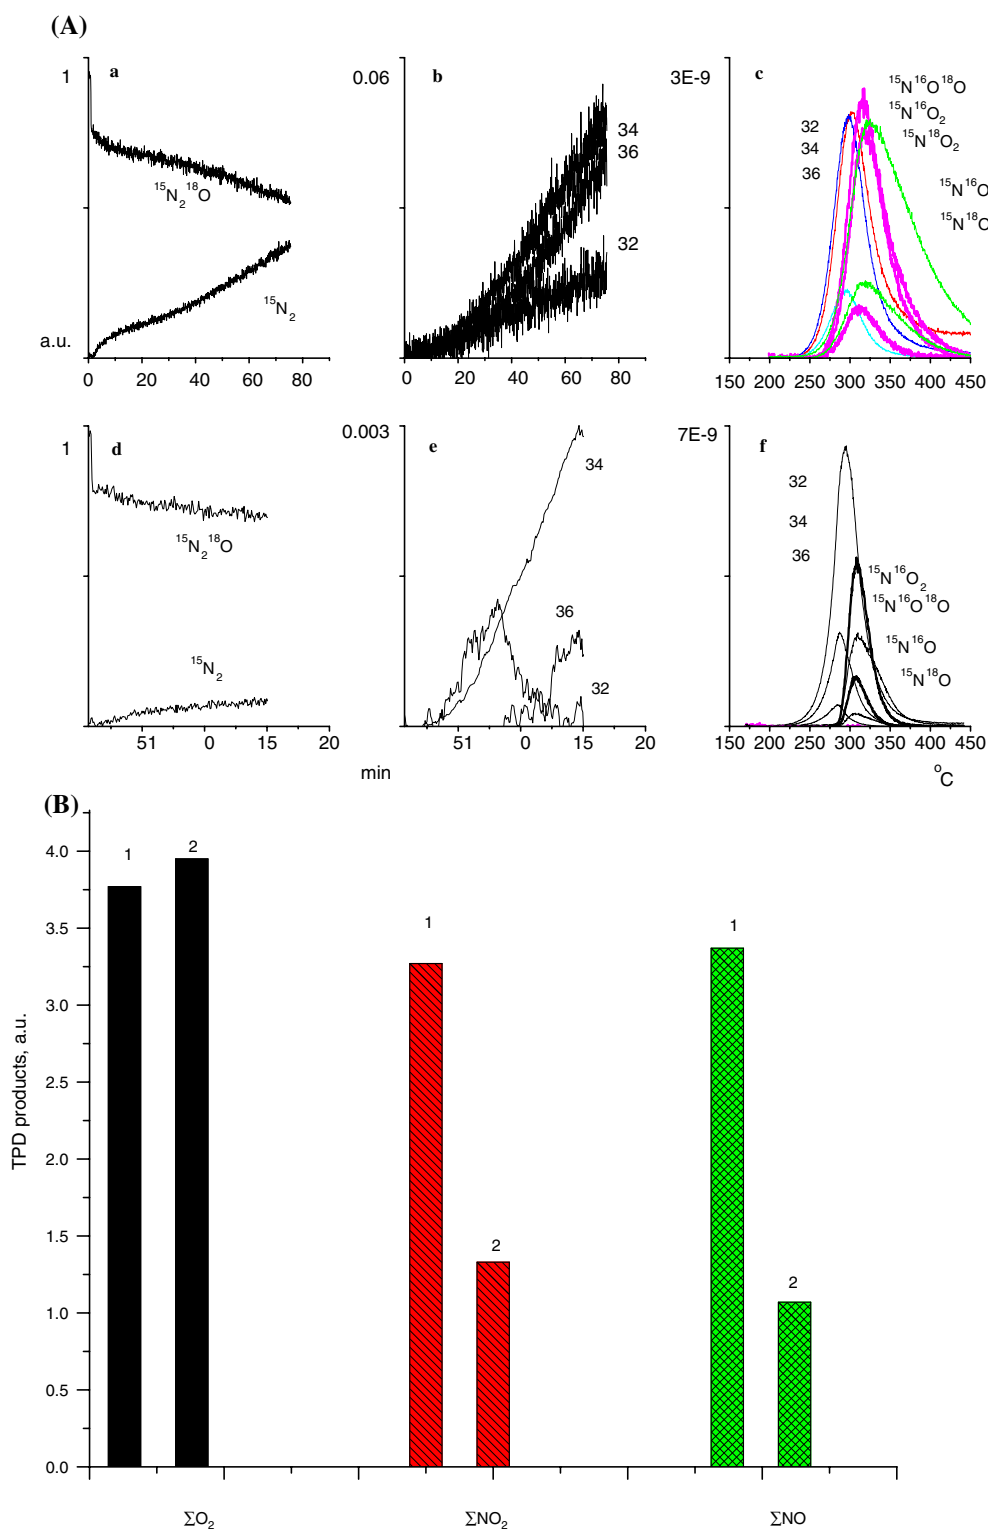 (A)
1
a
¹⁵N₂¹⁸O
¹⁵N₂
a.u.
0 20 40 60 80
0.06
b
34
36
32
0 20 40 60 80
3E-9
c
32
34
36
¹⁵N¹⁶O¹⁸O
¹⁵N¹⁶O₂
¹⁵N¹⁸O₂
¹⁵N¹⁶O
¹⁵N¹⁸O
150 200 250 300 350 400 450
1
d
¹⁵N₂¹⁸O
¹⁵N₂
51 0 15 20
0.003
e
34
36
32
51 0 15 20
min
7E-9
f
32
34
36
¹⁵N¹⁶O₂
¹⁵N¹⁶O¹⁸O
¹⁵N¹⁶O
¹⁵N¹⁸O
150 200 250 300 350 400 450
°C
(B)
TPD products, a.u.
4.0
3.5
3.0
2.5
2.0
1.5
1.0
0.5
0.0
1 2
1 2
1 2
ΣO₂ ΣNO₂ ΣNO